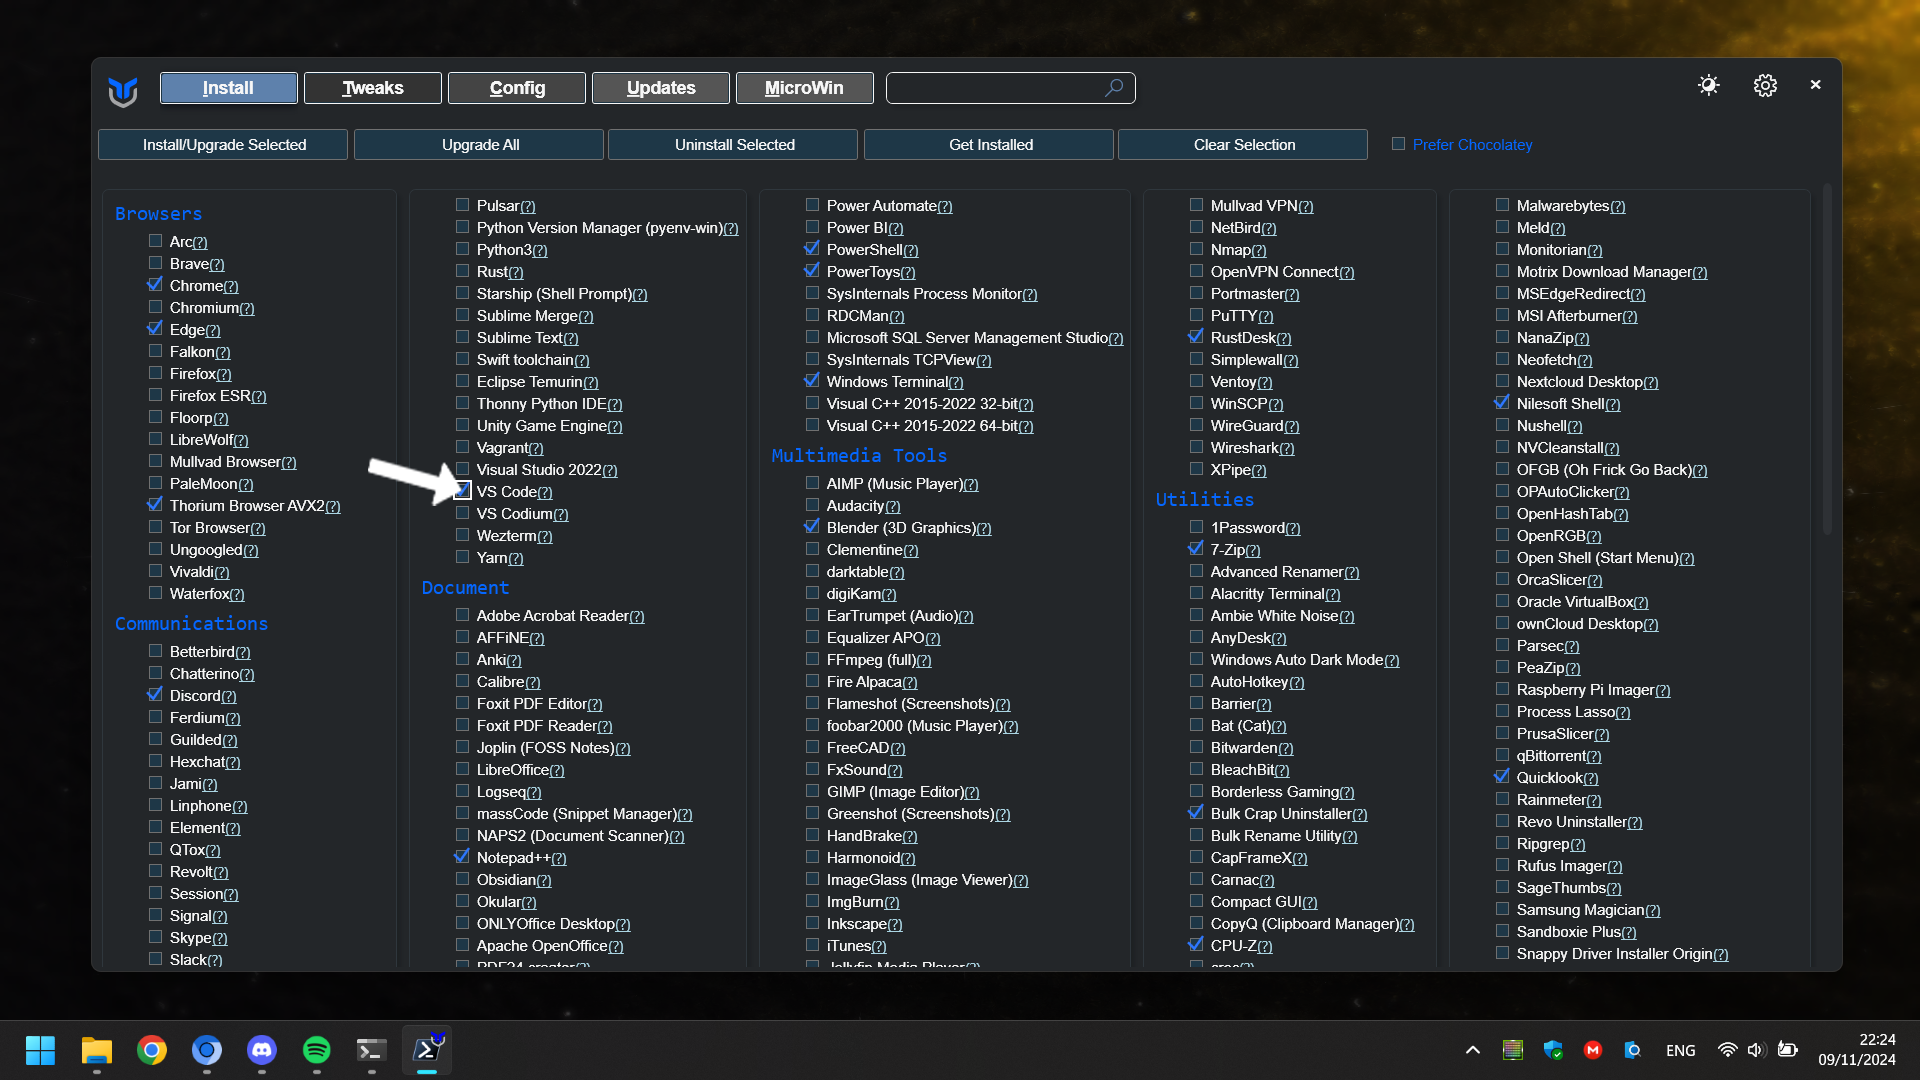 Install
Tweaks
Config
Updates
MicroWin
Install/Upgrade Selected
Upgrade All
Uninstall Selected
Get Installed
Clear Selection
Prefer Chocolatey
Browsers
Arc(?)
Brave(?)
Chrome(?)
Chromium(?)
Edge(?)
Falkon(?)
Firefox(?)
Firefox ESR(?)
Floorp(?)
LibreWolf(?)
Mullvad Browser(?)
PaleMoon(?)
Thorium Browser AVX2(?)
Tor Browser(?)
Ungoogled(?)
Vivaldi(?)
Waterfox(?)
Communications
Betterbird(?)
Chatterino(?)
Discord(?)
Ferdium(?)
Guilded(?)
Hexchat(?)
Jami(?)
Linphone(?)
Element(?)
QTox(?)
Revolt(?)
Session(?)
Signal(?)
Skype(?)
Slack(?)
Pulsar(?)
Python Version Manager (pyenv-win)(?)
Python3(?)
Rust(?)
Starship (Shell Prompt)(?)
Sublime Merge(?)
Sublime Text(?)
Swift toolchain(?)
Eclipse Temurin(?)
Thonny Python IDE(?)
Unity Game Engine(?)
Vagrant(?)
Visual Studio 2022(?)
VS Code(?)
VS Codium(?)
Wezterm(?)
Yarn(?)
Document
Adobe Acrobat Reader(?)
AFFiNE(?)
Anki(?)
Calibre(?)
Foxit PDF Editor(?)
Foxit PDF Reader(?)
Joplin (FOSS Notes)(?)
LibreOffice(?)
Logseq(?)
massCode (Snippet Manager)(?)
NAPS2 (Document Scanner)(?)
Notepad++(?)
Obsidian(?)
Okular(?)
ONLYOffice Desktop(?)
Apache OpenOffice(?)
PDF24 creator(?)
Power Automate(?)
Power BI(?)
PowerShell(?)
PowerToys(?)
SysInternals Process Monitor(?)
RDCMan(?)
Microsoft SQL Server Management Studio(?)
SysInternals TCPView(?)
Windows Terminal(?)
Visual C++ 2015-2022 32-bit(?)
Visual C++ 2015-2022 64-bit(?)
Multimedia Tools
AIMP (Music Player)(?)
Audacity(?)
Blender (3D Graphics)(?)
Clementine(?)
darktable(?)
digiKam(?)
EarTrumpet (Audio)(?)
Equalizer APO(?)
FFmpeg (full)(?)
Fire Alpaca(?)
Flameshot (Screenshots)(?)
foobar2000 (Music Player)(?)
FreeCAD(?)
FxSound(?)
GIMP (Image Editor)(?)
Greenshot (Screenshots)(?)
HandBrake(?)
Harmonoid(?)
ImageGlass (Image Viewer)(?)
ImgBurn(?)
Inkscape(?)
iTunes(?)
Jellyfin Media Player(?)
Mullvad VPN(?)
NetBird(?)
Nmap(?)
OpenVPN Connect(?)
Portmaster(?)
PuTTY(?)
RustDesk(?)
Simplewall(?)
Ventoy(?)
WinSCP(?)
WireGuard(?)
Wireshark(?)
XPipe(?)
Utilities
1Password(?)
7-Zip(?)
Advanced Renamer(?)
Alacritty Terminal(?)
Ambie White Noise(?)
AnyDesk(?)
Windows Auto Dark Mode(?)
AutoHotkey(?)
Barrier(?)
Bat (Cat)(?)
Bitwarden(?)
BleachBit(?)
Borderless Gaming(?)
Bulk Crap Uninstaller(?)
Bulk Rename Utility(?)
CapFrameX(?)
Carnac(?)
Compact GUI(?)
CopyQ (Clipboard Manager)(?)
CPU-Z(?)
Malwarebytes(?)
Meld(?)
Monitorian(?)
Motrix Download Manager(?)
MSEdgeRedirect(?)
MSI Afterburner(?)
NanaZip(?)
Neofetch(?)
Nextcloud Desktop(?)
Nilesoft Shell(?)
Nushell(?)
NVCleanstall(?)
OFGB (Oh Frick Go Back)(?)
OPAutoClicker(?)
OpenHashTab(?)
OpenRGB(?)
Open Shell (Start Menu)(?)
OrcaSlicer(?)
Oracle VirtualBox(?)
ownCloud Desktop(?)
Parsec(?)
PeaZip(?)
Raspberry Pi Imager(?)
Process Lasso(?)
PrusaSlicer(?)
qBittorrent(?)
Quicklook(?)
Rainmeter(?)
Revo Uninstaller(?)
Ripgrep(?)
Rufus Imager(?)
SageThumbs(?)
Samsung Magician(?)
Sandboxie Plus(?)
Snappy Driver Installer Origin(?)
ENG
22:24
09/11/2024